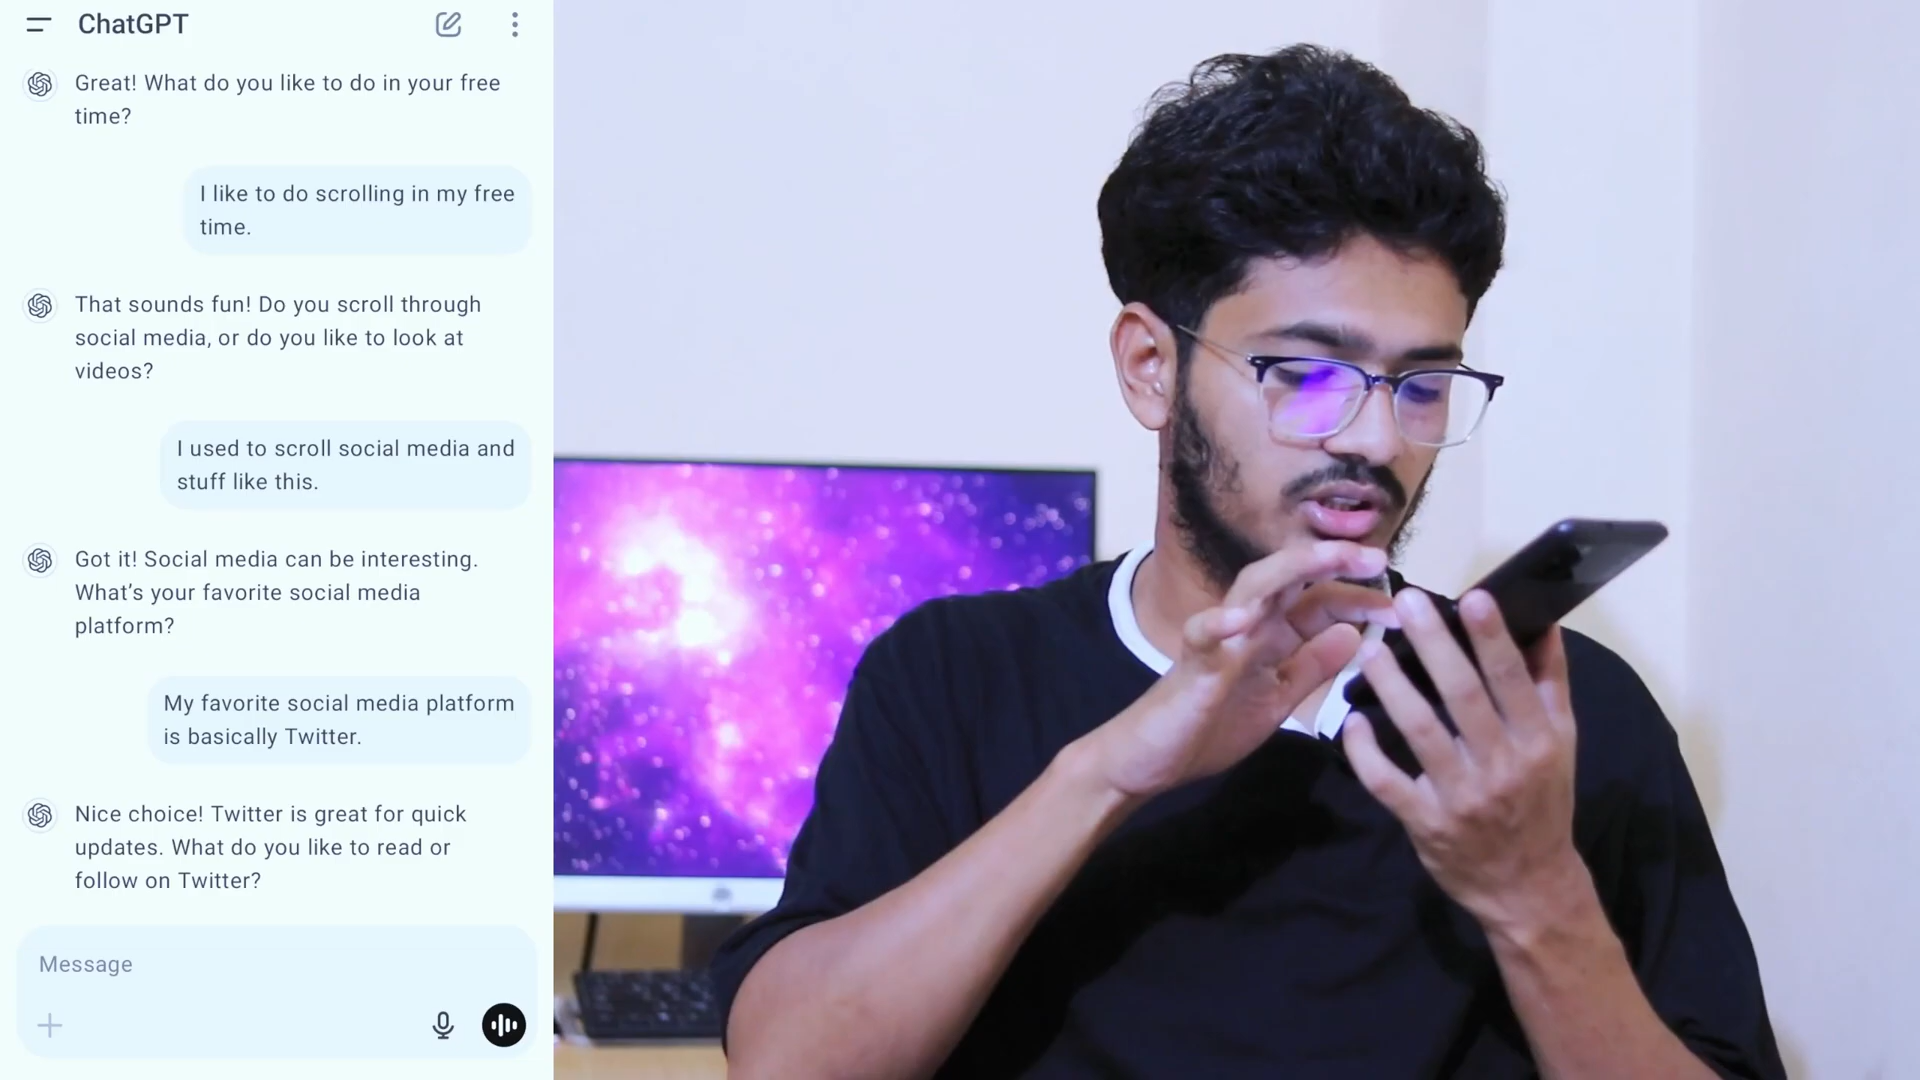 ChatGPT
Great! What do you like to do in your free
time?
I like to do scrolling in my free
time.
That sounds fun! Do you scroll through
social media, or do you like to look at
videos?
I used to scroll social media and
stuff like this.
Got it! Social media can be interesting.
What’s your favorite social media
platform?
My favorite social media platform
is basically Twitter.
Nice choice! Twitter is great for quick
updates. What do you like to read or
follow on Twitter?
Message